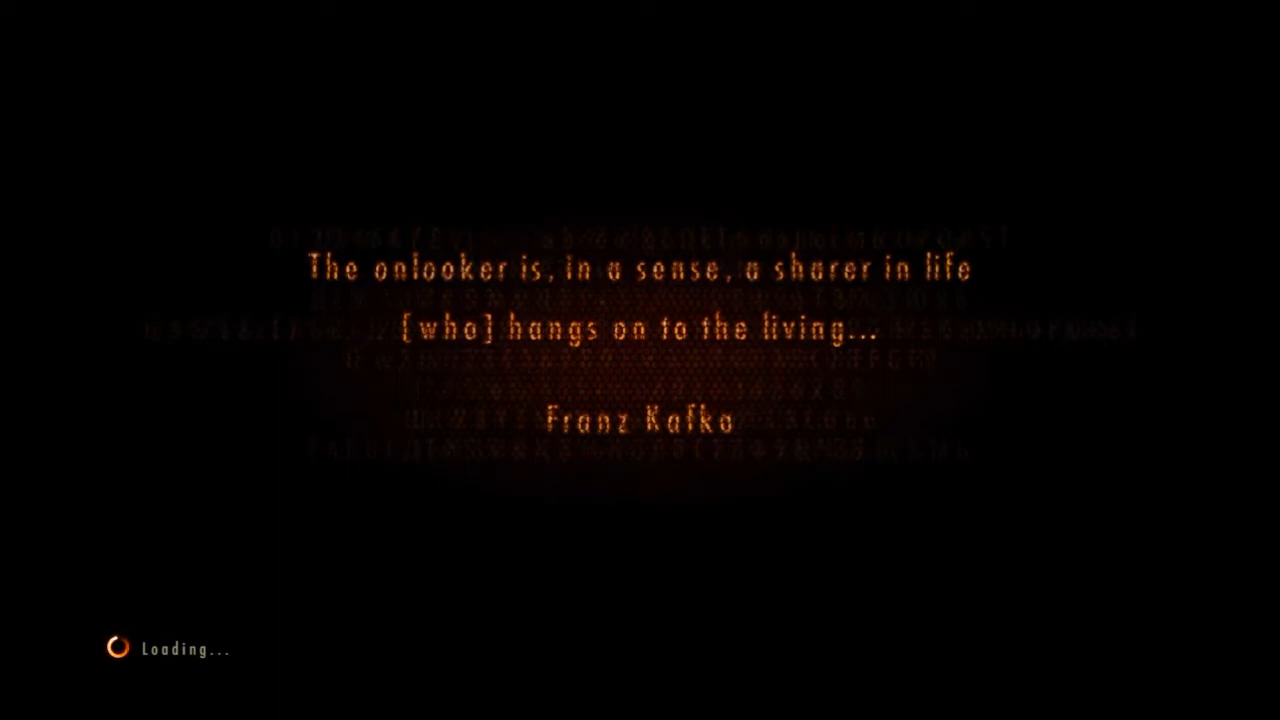 The onlooker is, in a sense, a sharer in life
[who] hangs on to the living...
Franz Kafka
Loading...